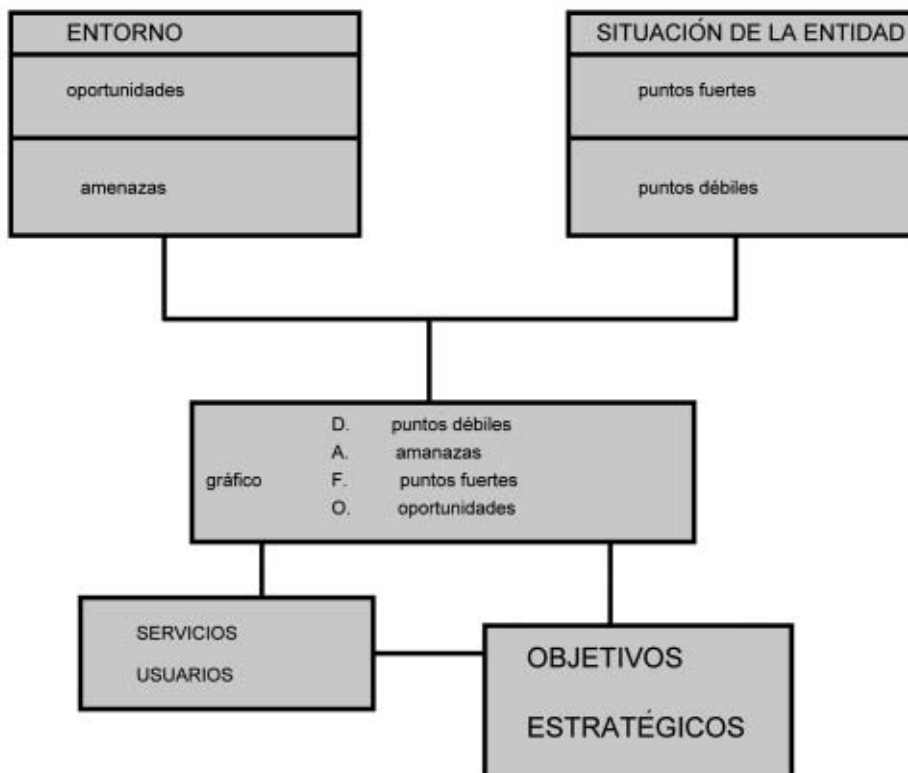 ENTORNO
oportunidades
amenazas
SITUACIÓN DE LA ENTIDAD
puntos fuertes
puntos débiles
gráfico
D. puntos débiles
A. amanazas
F. puntos fuertes
O. oportunidades
SERVICIOS
USUARIOS
OBJETIVOS
ESTRATÉGICOS